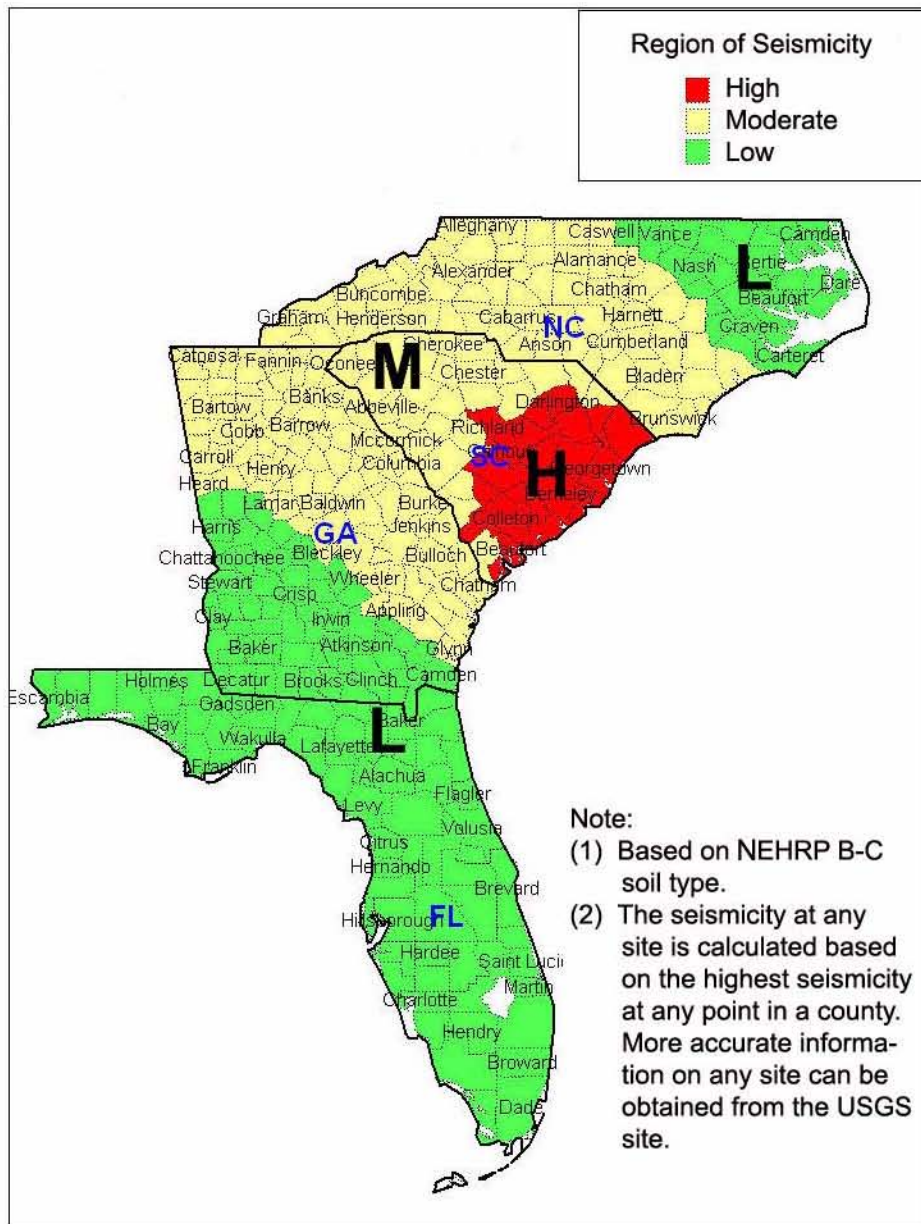 Region of Seismicity
High
Moderate
Low
Alleghany
Caswell
Vance
Camden
Alamance
Nash
Bertie
L
Alexander
Dare
Buncombe
Chatham
Beaufort
Graham
Henderson
Cabarrus
NC
Harnett
Craven
Cherokee
Anson
Cumberland
Carteret
Catoosa
Fannin
Oconee
M
Chester
Bladen
Banks
Abbeville
Darlington
Bartow
Brunswick
Cobb
Barrow
Richland
Mccormick
Calhoun
SC
Carroll
Henry
Columbia
H
Georgetown
Heard
Berkeley
Lamar
Baldwin
Burke
Colleton
Harris
GA
Jenkins
Bleckley
Bulloch
Beaufort
Chattahoochee
Stewart
Wheeler
Chatham
Crisp
Clay
Irwin
Appling
Baker
Atkinson
Glynn
Holmes
Decatur
Brooks
Clinch
Camden
Escambia
Gadsden
Bay
L
Baker
Wakulla
Lafayette
Franklin
Alachua
Flagler
Levy
Volusia
Citrus
Hernando
Brevard
Hillsborough
FL
Hardee
Saint Luci
Martin
Charlotte
Hendry
Broward
Dade
Note:
(1) Based on NEHRP B-C
soil type.
(2) The seismicity at any
site is calculated based
on the highest seismicity
at any point in a county.
More accurate informa-
tion on any site can be
obtained from the USGS
site.